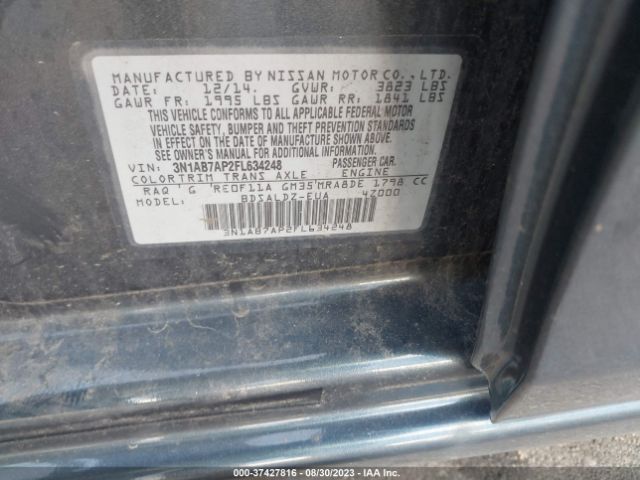 MANUFACTURED BY NISSAN MOTOR CO., LTD.
DATE: 12/14. GVWR: 3823 LBS
GAWR FR: 1995 LBS GAWR RR: 1841 LBS
THIS VEHICLE CONFORMS TO ALL APPLICABLE FEDERAL MOTOR
VEHICLE SAFETY, BUMPER AND THEFT PREVENTION STANDARDS
IN EFFECT ON THE DATE OF MANUFACTURE SHOWN ABOVE.
SEE OWNER'S MANUAL FOR ADDITIONAL INFORMATION
VIN: 3N1AB7AP2FL634248 PASSENGER CAR
COLOR TRIM TRANS AXLE ENGINE
RAQ ' G 'RE0F11A GM35'MRA8DE 1798 CC
MODEL: BDSALDZ-EUA 4Z000
3N1AB7AP2FL634248
000-37427816 - 08/30/2023 - IAA Inc.